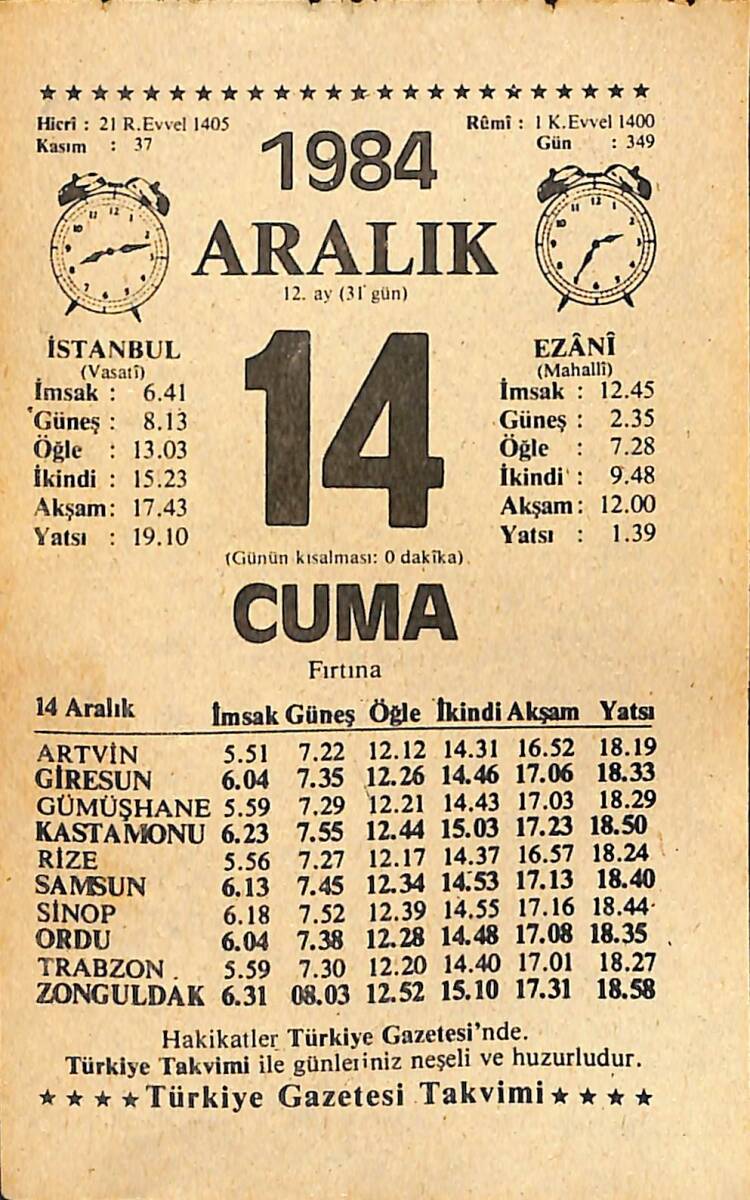 ★ ★ ★ ★ ★ ★ ★ ★ ★ ★ ★ ★ ★ ★ ★ ★ ★ ★ ★ ★ ★ ★ ★ ★
Hicrî : 21 R.Evvel 1405
Kasım : 37
1984
Rûmî : 1 K.Evvel 1400
Gün : 349
ARALIK
12. ay (31 gün)
14
İSTANBUL
(Vasatî)
İmsak : 6.41
Güneş : 8.13
Öğle : 13.03
İkindi : 15.23
Akşam: 17.43
Yatsı : 19.10
EZÂNÎ
(Mahallî)
İmsak : 12.45
Güneş : 2.35
Öğle : 7.28
İkindi : 9.48
Akşam: 12.00
Yatsı : 1.39
(Günün kısalması: 0 dakîka)
CUMA
Fırtına
14 Aralık İmsak Güneş Öğle İkindi Akşam Yatsı
ARTVİN 5.51 7.22 12.12 14.31 16.52 18.19
GİRESUN 6.04 7.35 12.26 14.46 17.06 18.33
GÜMÜŞHANE 5.59 7.29 12.21 14.43 17.03 18.29
KASTAMONU 6.23 7.55 12.44 15.03 17.23 18.50
RİZE 5.56 7.27 12.17 14.37 16.57 18.24
SAMSUN 6.13 7.45 12.34 14.53 17.13 18.40
SİNOP 6.18 7.52 12.39 14.55 17.16 18.44
ORDU 6.04 7.38 12.28 14.48 17.08 18.35
TRABZON 5.59 7.30 12.20 14.40 17.01 18.27
ZONGULDAK 6.31 08.03 12.52 15.10 17.31 18.58
Hakikatler Türkiye Gazetesi'nde.
Türkiye Takvimi ile günleriniz neşeli ve huzurludur.
★ ★ ★ ★ Türkiye Gazetesi Takvimi ★ ★ ★ ★